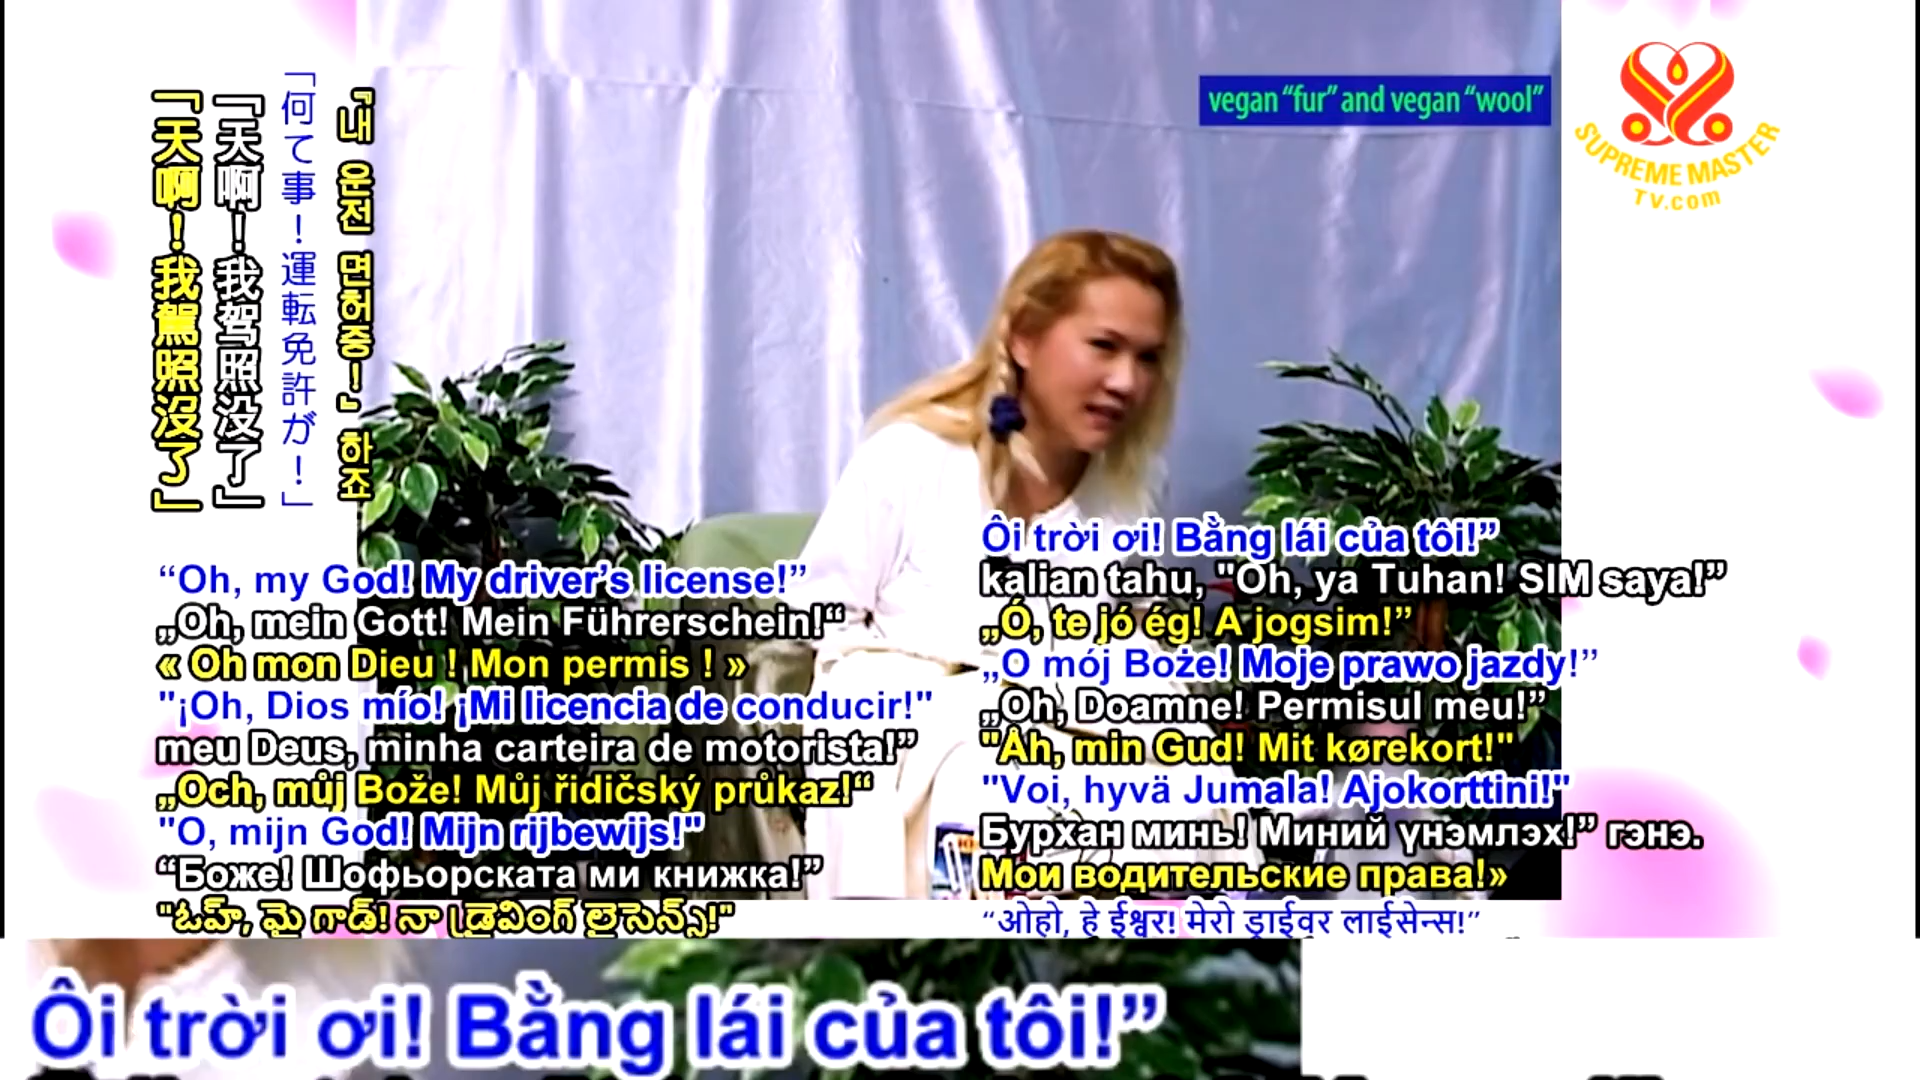 vegan “fur” and vegan “wool”
SUPREME MASTER
TV.com
『내 운전 면허증!』 하죠
「何て事！運転免許が！」
「天啊！我驾照没了」
「天啊！我駕照沒了」
“Oh, my God! My driver’s license!”
„Oh, mein Gott! Mein Führerschein!“
« Oh mon Dieu ! Mon permis ! »
"¡Oh, Dios mío! ¡Mi licencia de conducir!"
meu Deus, minha carteira de motorista!”
„Och, můj Bože! Můj řidičský průkaz!“
"O, mijn God! Mijn rijbewijs!"
“Боже! Шофьорската ми книжка!”
"ఓహ్, మై గాడ్! నా డ్రైవింగ్ లైసెన్స్!"
Ôi trời ơi! Bằng lái của tôi!”
kalian tahu, "Oh, ya Tuhan! SIM saya!”
„Ó, te jó ég! A jogsim!”
„O mój Boże! Moje prawo jazdy!”
„Oh, Doamne! Permisul meu!”
"Åh, min Gud! Mit kørekort!"
"Voi, hyvä Jumala! Ajokorttini!"
Бурхан минь! Миний үнэмлэх!” гэнэ.
Мои водительские права!»
“ओहो, हे ईश्वर! मेरो ड्राईवर लाईसेन्स!”
Ôi trời ơi! Bằng lái của tôi!”